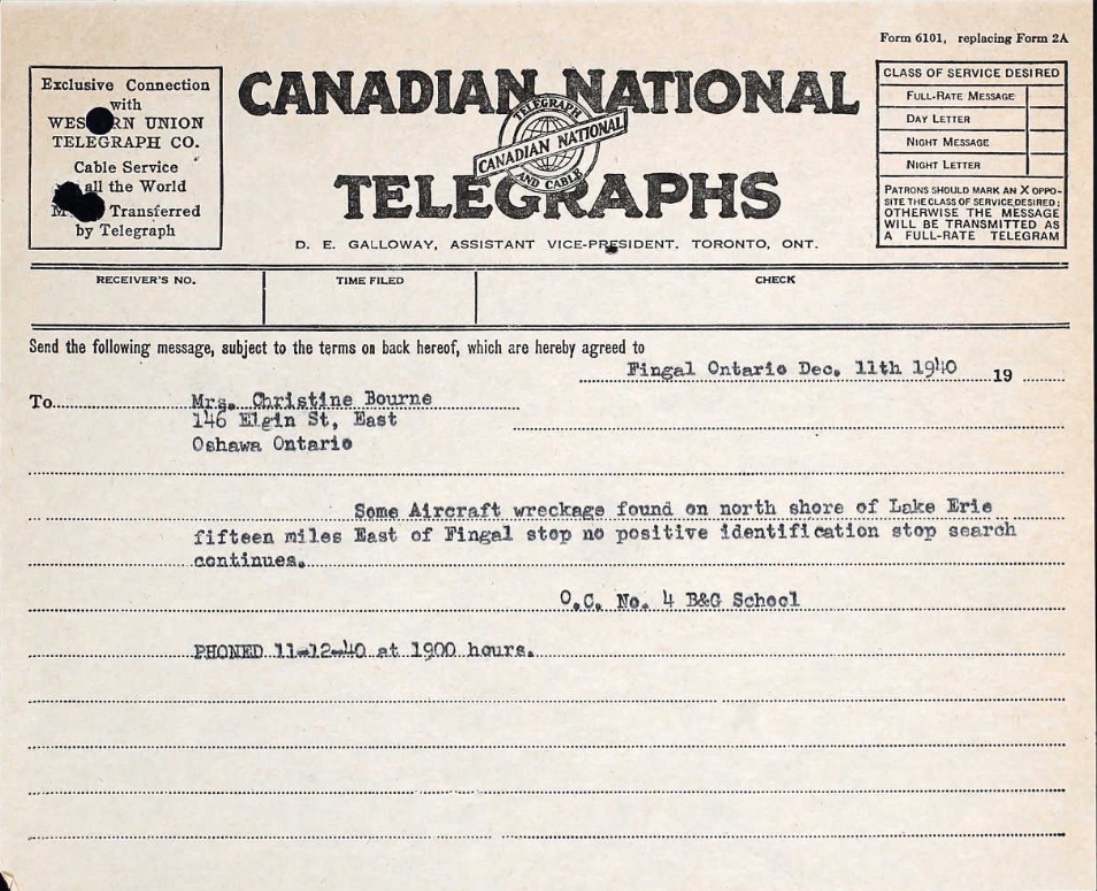 Form 6101, replacing Form 2A
Exclusive Connection
with
WES RN UNION
TELEGRAPH CO.
Cable Service
all the World
Transferred
by Telegraph
CANADIAN NATIONAL
TELEGRAPH
CANADIAN NATIONAL
AND CABLE
TELEGRAPHS
D. E. GALLOWAY, ASSISTANT VICE-PRESIDENT, TORONTO, ONT.
CLASS OF SERVICE DESIRED
FULL-RATE MESSAGE
DAY LETTER
NIGHT MESSAGE
NIGHT LETTER
PATRONS SHOULD MARK AN X OPPO-
SITE THE CLASS OF SERVICE DESIRED;
OTHERWISE THE MESSAGE
WILL BE TRANSMITTED AS
A FULL-RATE TELEGRAM
RECEIVER'S NO. TIME FILED CHECK
Send the following message, subject to the terms on back hereof, which are hereby agreed to
Fingal Ontario Dec. 11th 1940 19
To Mrs. Christine Bourne
146 Elgin St, East
Oshawa Ontario
Some Aircraft wreckage found on north shore of Lake Erie
fifteen miles East of Fingal stop no positive identification stop search
continues.
O.C. No. 4 B&G School
PHONED 11-12-40 at 1900 hours.